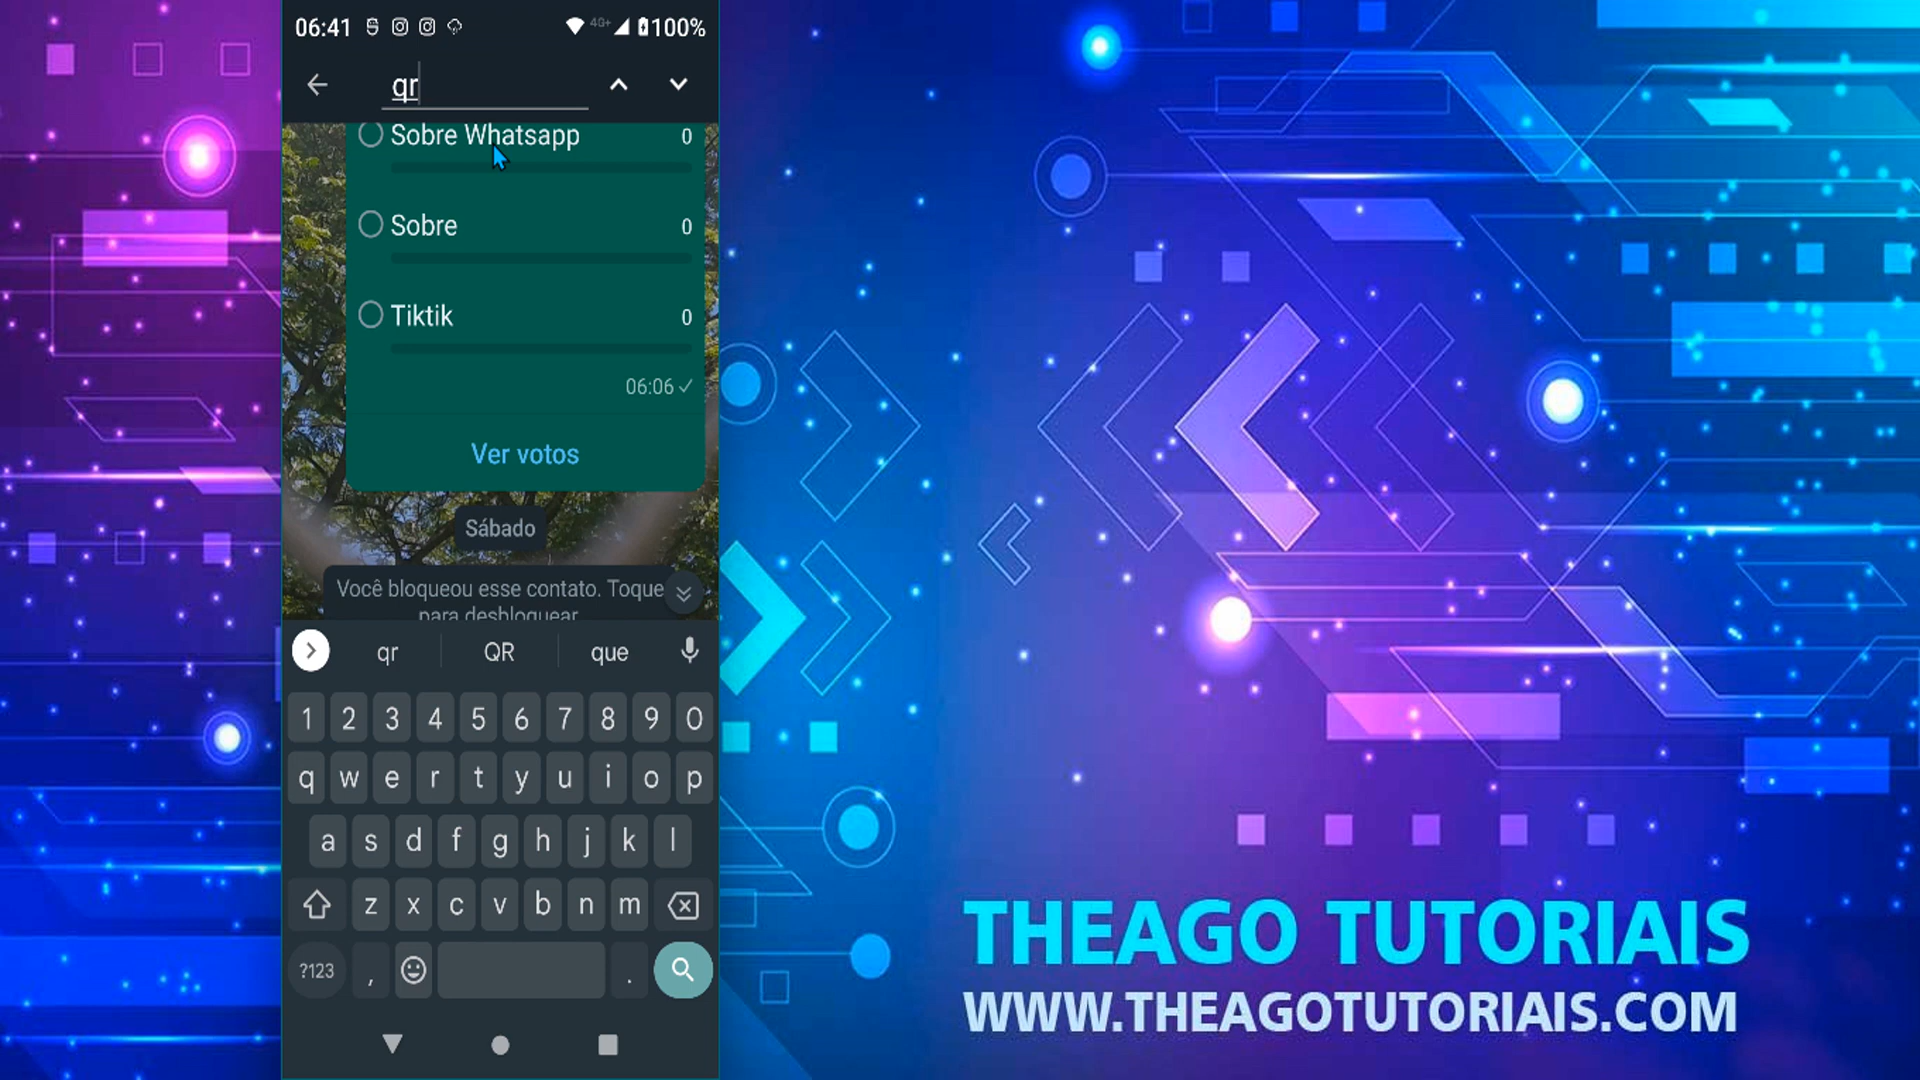 06:41
4G+ 100%
qr
Sobre Whatsapp 0
Sobre 0
Tiktik 0
06:06
Ver votos
Sábado
Você bloqueou esse contato. Toque
para desbloquear
qr QR que
1 2 3 4 5 6 7 8 9 0
q w e r t y u i o p
a s d f g h j k l
z x c v b n m
?123 , .
THEAGO TUTORIAIS
WWW.THEAGOTUTORIAIS.COM